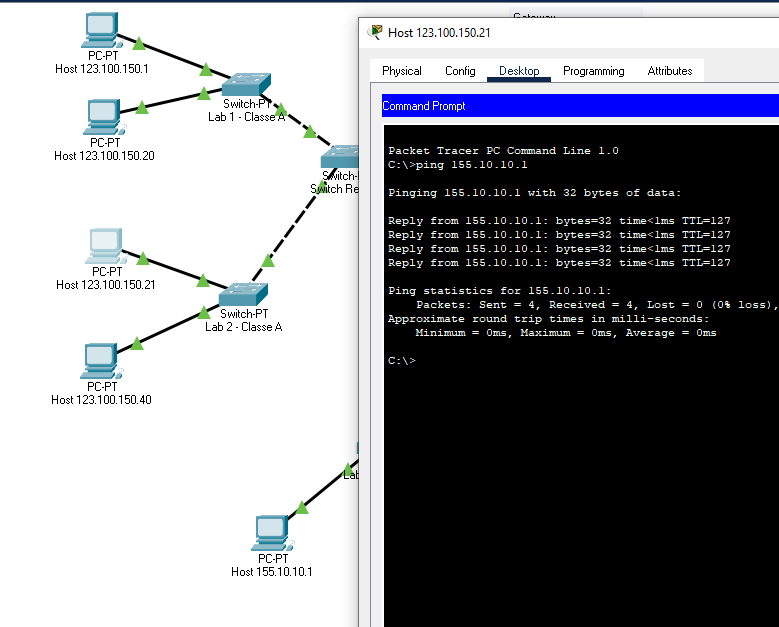 Host 123.100.150.21
Physical Config Desktop Programming Attributes
Command Prompt
Packet Tracer PC Command Line 1.0
C:\>ping 155.10.10.1
Pinging 155.10.10.1 with 32 bytes of data:
Reply from 155.10.10.1: bytes=32 time<1ms TTL=127
Reply from 155.10.10.1: bytes=32 time<1ms TTL=127
Reply from 155.10.10.1: bytes=32 time<1ms TTL=127
Reply from 155.10.10.1: bytes=32 time<1ms TTL=127
Ping statistics for 155.10.10.1:
Packets: Sent = 4, Received = 4, Lost = 0 (0% loss),
Approximate round trip times in milli-seconds:
Minimum = 0ms, Maximum = 0ms, Average = 0ms
C:\>
PC-PT
Host 123.100.150.1
Switch-PT
Lab 1 - Classe A
PC-PT
Host 123.100.150.20
Switch-
Switch Re
PC-PT
Host 123.100.150.21
Switch-PT
Lab 2 - Classe A
PC-PT
Host 123.100.150.40
Lab
PC-PT
Host 155.10.10.1